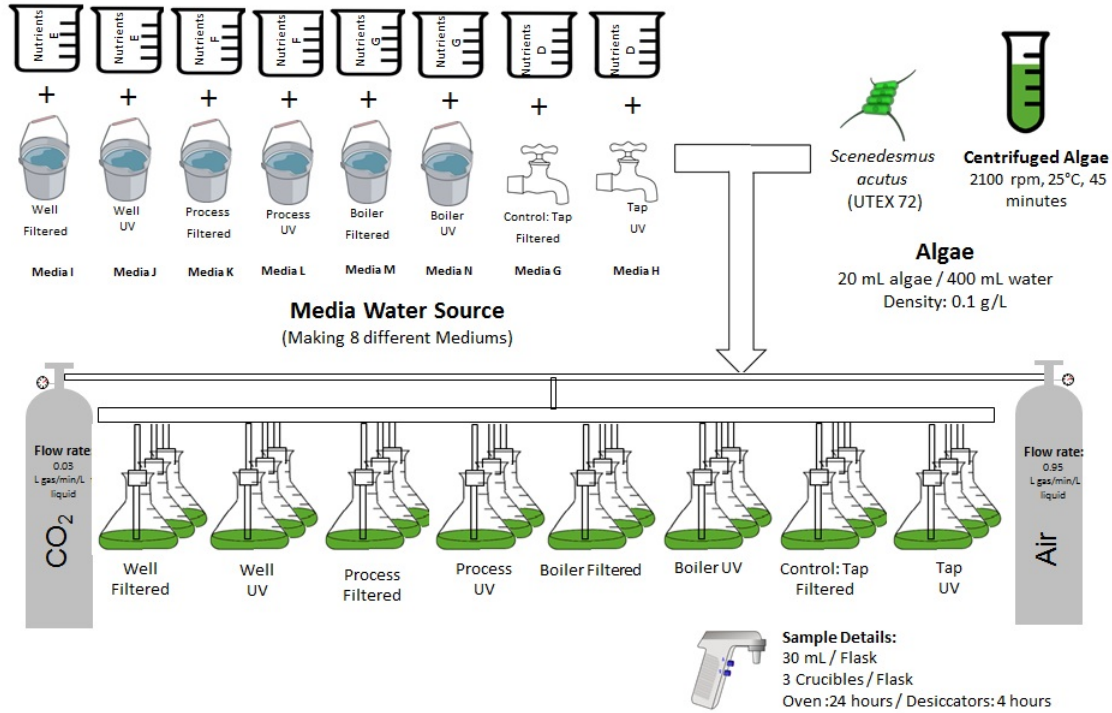 Nutrients E
Nutrients E
Nutrients F
Nutrients F
Nutrients G
Nutrients G
Nutrients D
Nutrients D
+ + + + + + + +
Well
Filtered
Well
UV
Process
Filtered
Process
UV
Boiler
Filtered
Boiler
UV
Control: Tap
Filtered
Tap
UV
Media I
Media J
Media K
Media L
Media M
Media N
Media G
Media H
Media Water Source
(Making 8 different Mediums)
Scenedesmus
acutus
(UTEX 72)
Centrifuged Algae
2100 rpm, 25°C, 45
minutes
Algae
20 mL algae / 400 mL water
Density: 0.1 g/L
Flow rate:
0.03
L gas/min/L
liquid
CO2
Flow rate:
0.95
L gas/min/L
liquid
Air
Well
Filtered
Well
UV
Process
Filtered
Process
UV
Boiler Filtered
Boiler UV
Control: Tap
Filtered
Tap
UV
Sample Details:
30 mL / Flask
3 Crucibles / Flask
Oven :24 hours / Desiccators: 4 hours